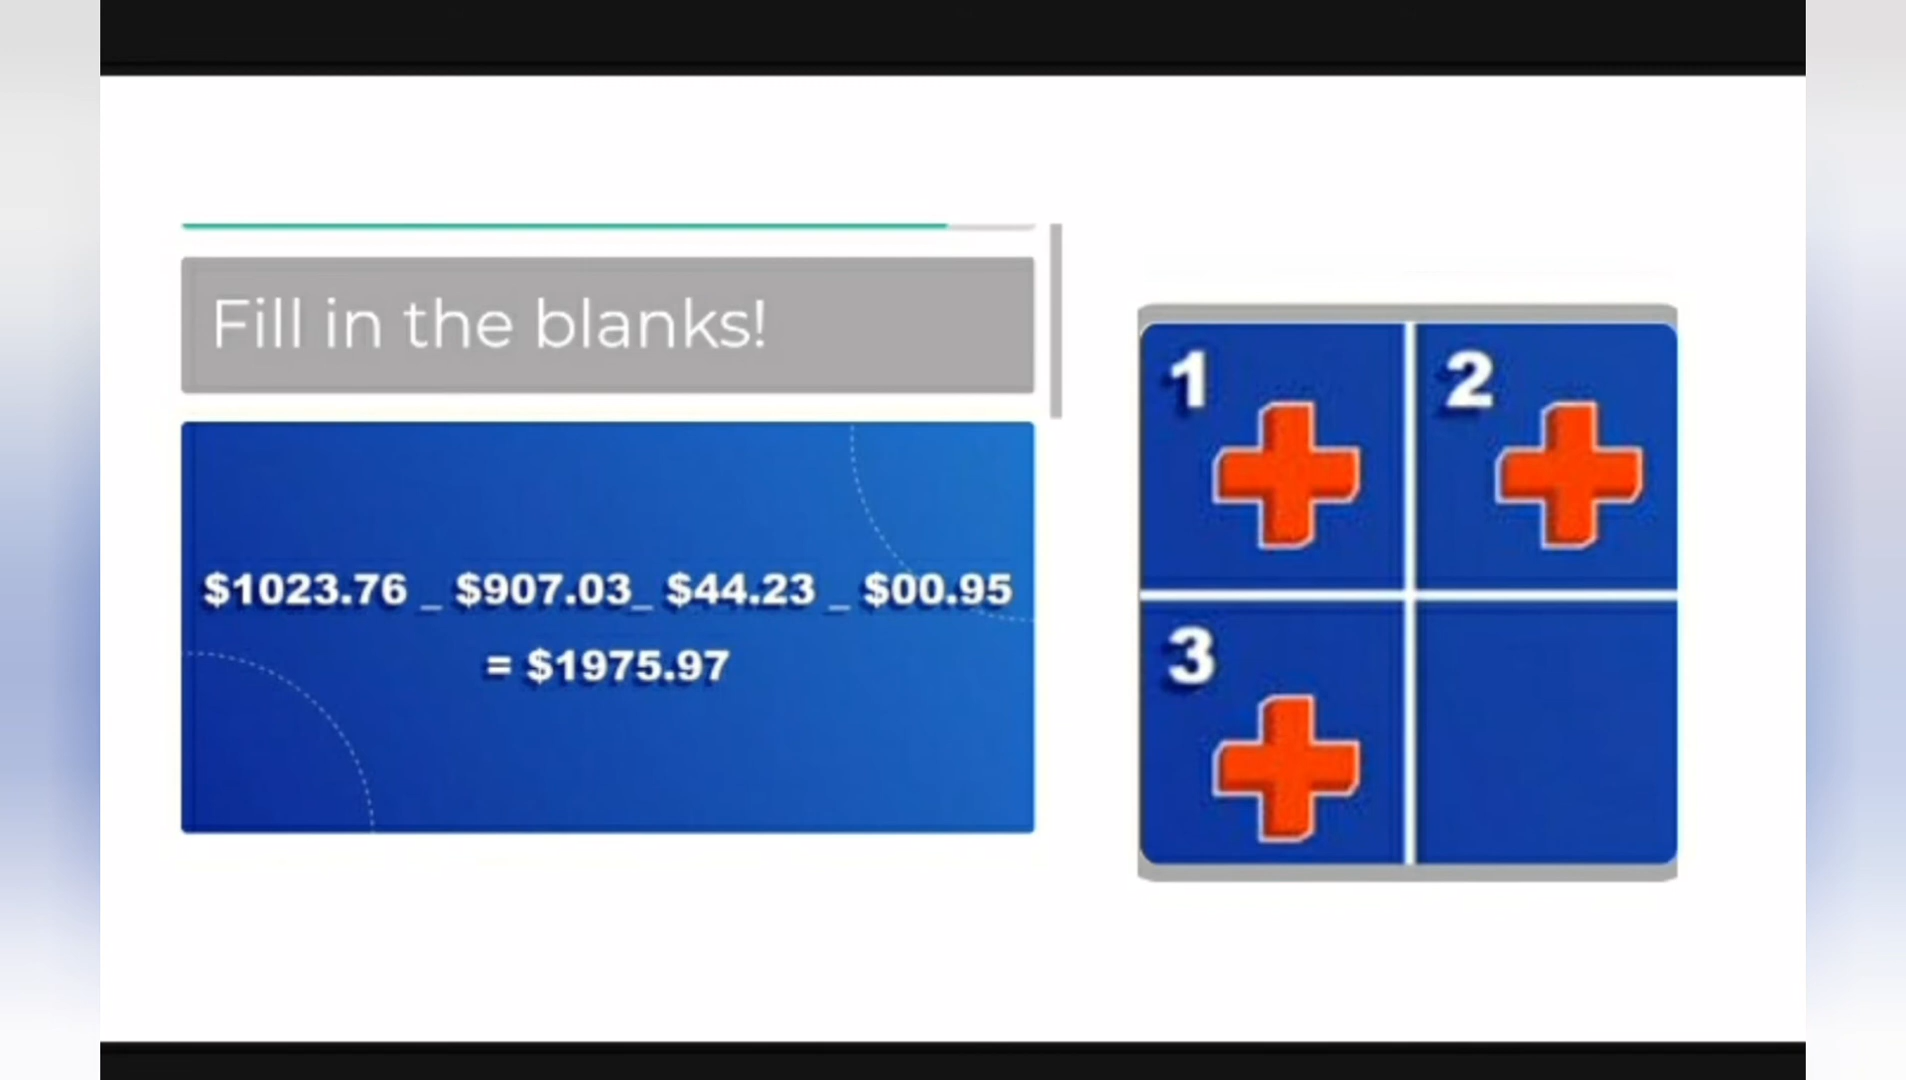 Fill in the blanks!
$1023.76 _ $907.03_ $44.23 _ $00.95
= $1975.97
1
2
3